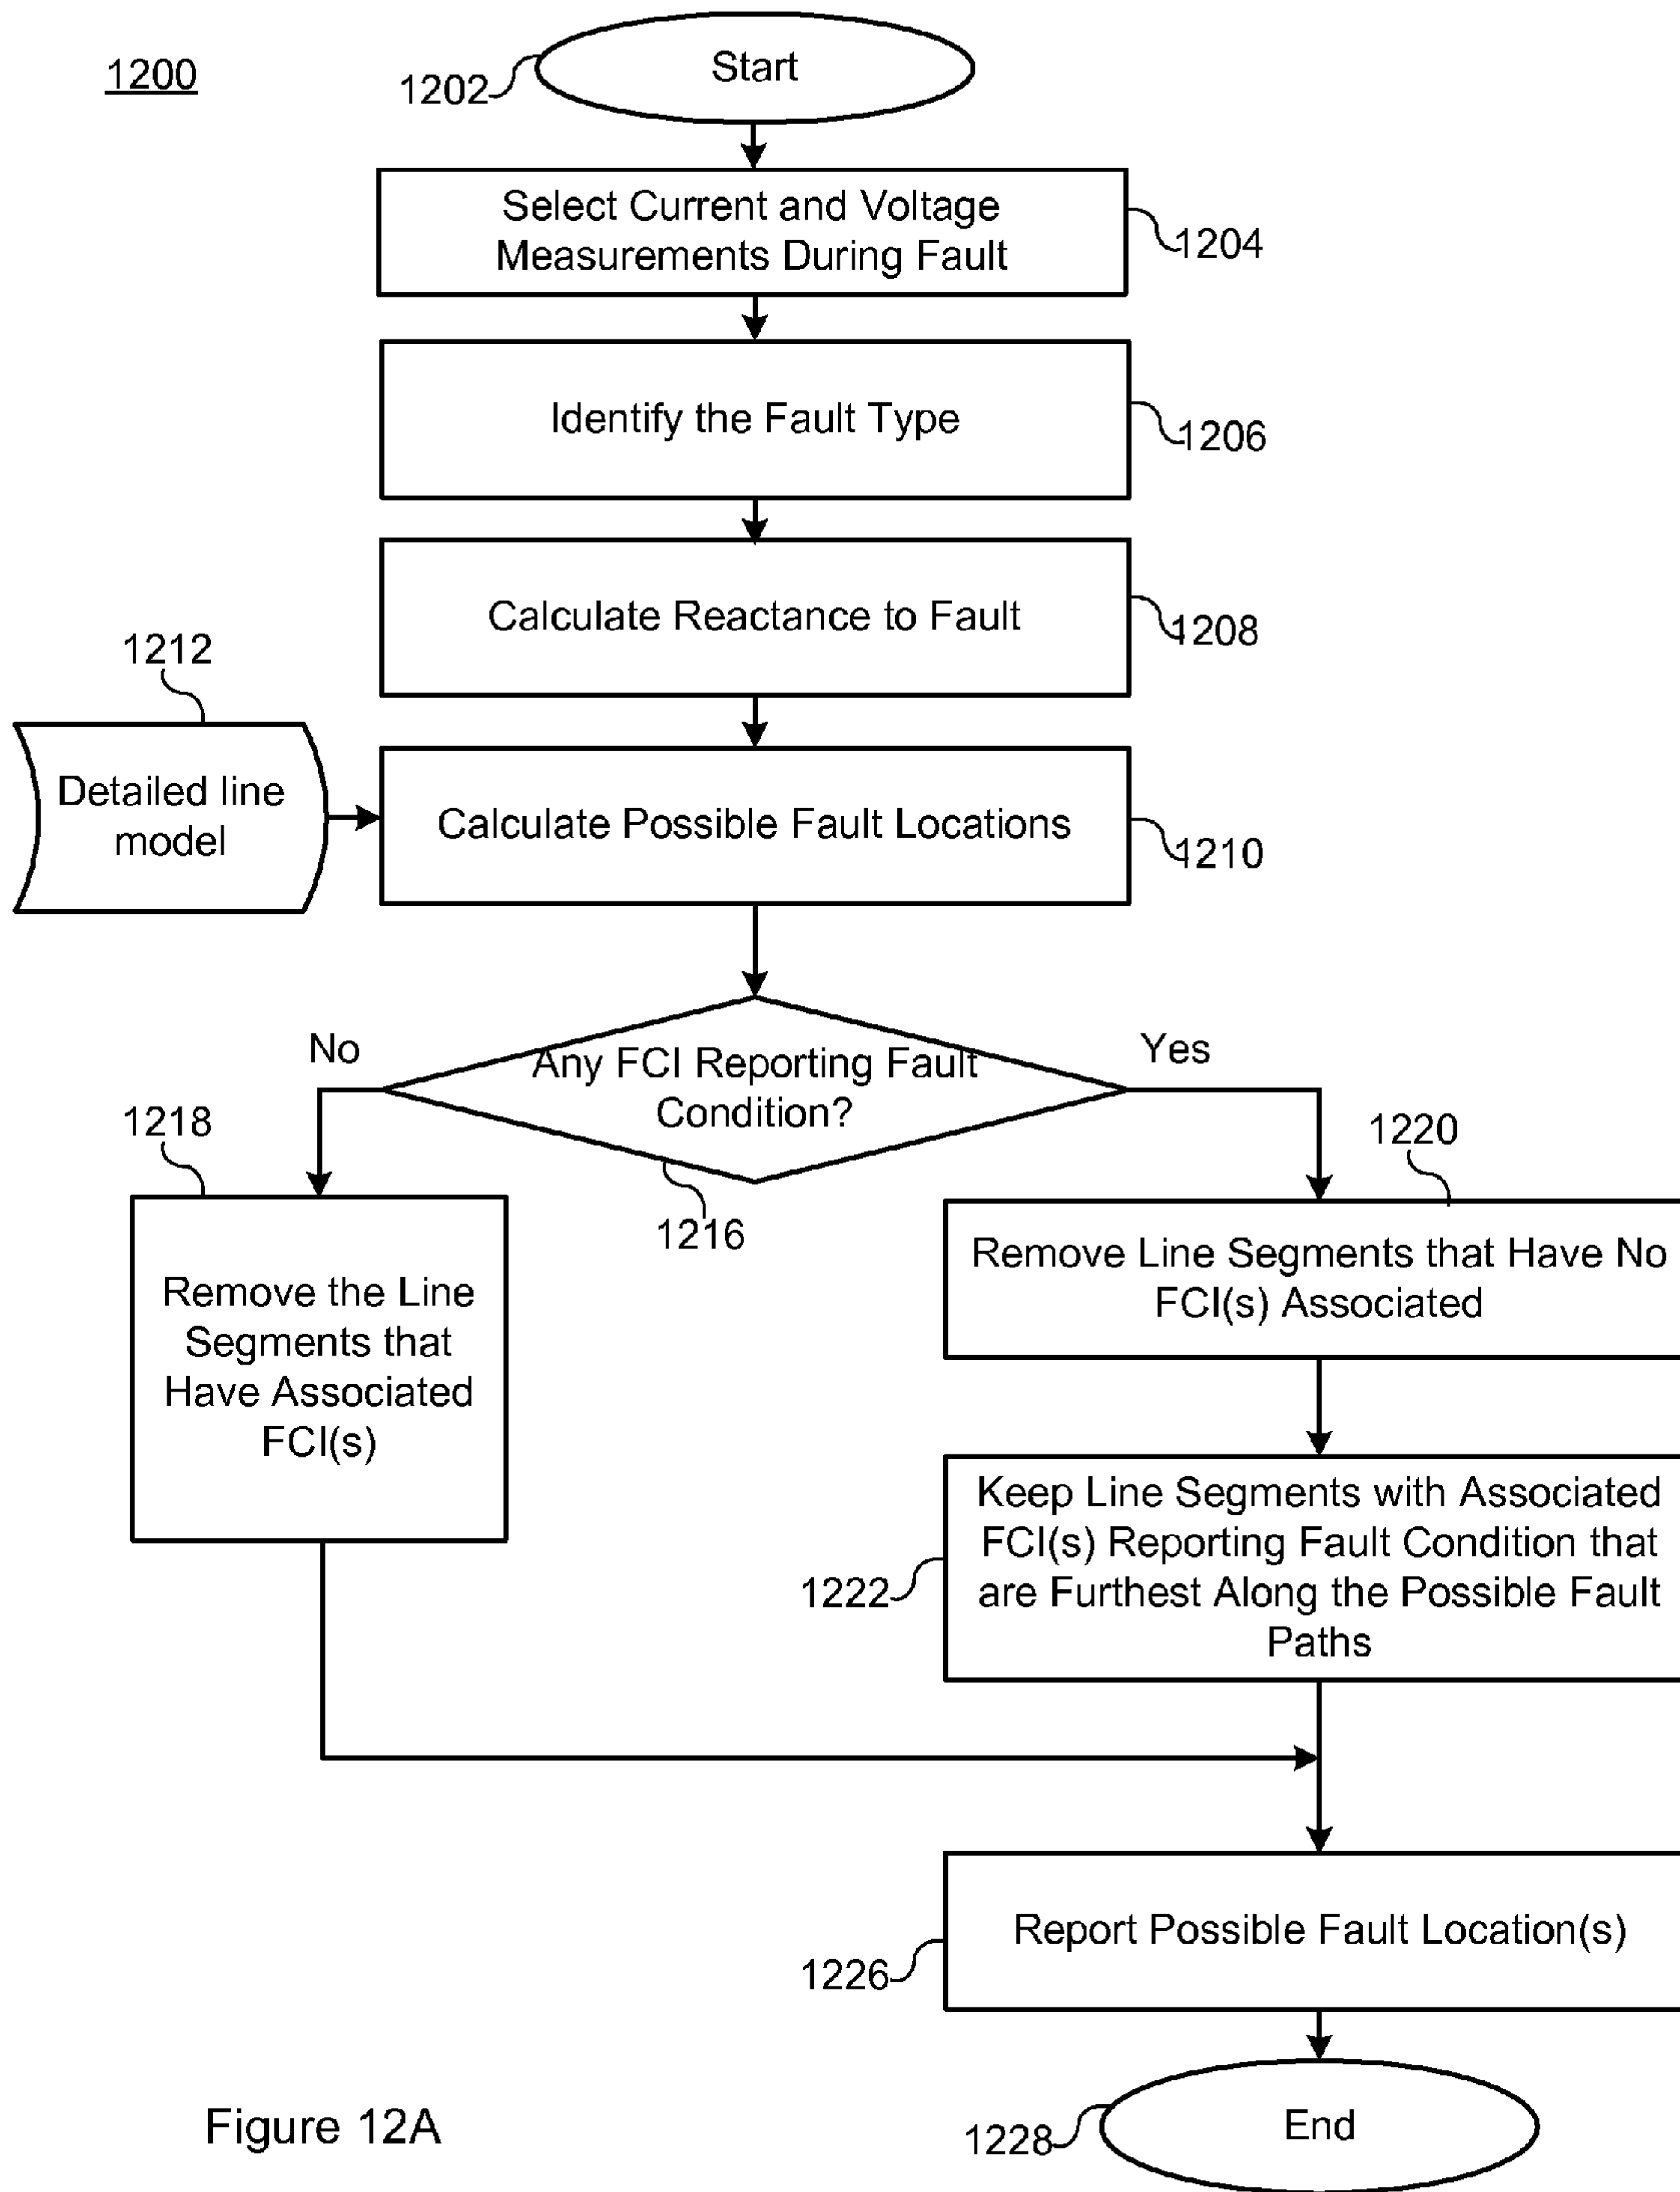 1200
1202
Start
Select Current and Voltage
Measurements During Fault
1204
Identify the Fault Type
1206
Calculate Reactance to Fault
1208
1212
Detailed line
model
Calculate Possible Fault Locations
1210
No
Any FCI Reporting Fault
Condition?
Yes
1216
1218
Remove the Line
Segments that
Have Associated
FCI(s)
1220
Remove Line Segments that Have No
FCI(s) Associated
Keep Line Segments with Associated
FCI(s) Reporting Fault Condition that
are Furthest Along the Possible Fault
Paths
1222
Report Possible Fault Location(s)
1226
End
1228
Figure 12A